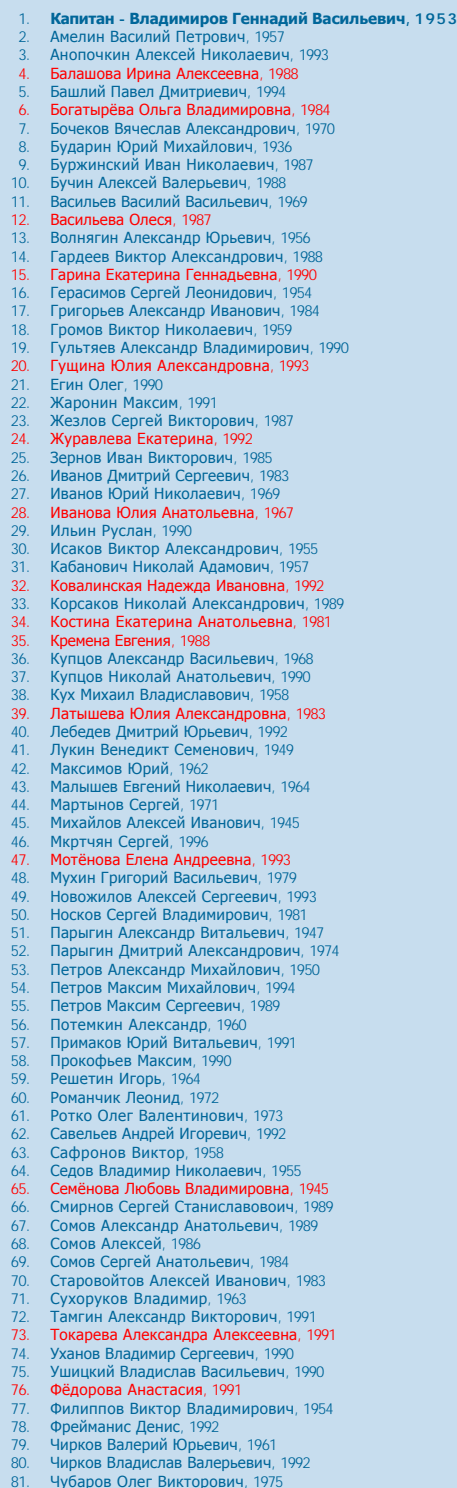 1. Капитан - Владимиров Геннадий Васильевич, 1953
2. Амелин Василий Петрович, 1957
3. Анопочкин Алексей Николаевич, 1993
4. Балашова Ирина Алексеевна, 1988
5. Башлий Павел Дмитриевич, 1994
6. Богатырёва Ольга Владимировна, 1984
7. Бочеков Вячеслав Александрович, 1970
8. Бударин Юрий Михайлович, 1936
9. Буржинский Иван Николаевич, 1987
10. Бучин Алексей Валерьевич, 1988
11. Васильев Василий Васильевич, 1969
12. Васильева Олеся, 1987
13. Волнягин Александр Юрьевич, 1956
14. Гардеев Виктор Александрович, 1988
15. Гарина Екатерина Геннадьевна, 1990
16. Герасимов Сергей Леонидович, 1954
17. Григорьев Александр Иванович, 1984
18. Громов Виктор Николаевич, 1959
19. Гультяев Александр Владимирович, 1990
20. Гущина Юлия Александровна, 1993
21. Егин Олег, 1990
22. Жаронин Максим, 1991
23. Жезлов Сергей Викторович, 1987
24. Журавлева Екатерина, 1992
25. Зернов Иван Викторович, 1985
26. Иванов Дмитрий Сергеевич, 1983
27. Иванов Юрий Николаевич, 1969
28. Иванова Юлия Анатольевна, 1967
29. Ильин Руслан, 1990
30. Исаков Виктор Александрович, 1955
31. Кабанович Николай Адамович, 1957
32. Ковалинская Надежда Ивановна, 1992
33. Корсаков Николай Александрович, 1989
34. Костина Екатерина Анатольевна, 1981
35. Кремена Евгения, 1988
36. Купцов Александр Васильевич, 1968
37. Купцов Николай Анатольевич, 1990
38. Кух Михаил Владиславович, 1958
39. Латышева Юлия Александровна, 1983
40. Лебедев Дмитрий Юрьевич, 1992
41. Лукин Венедикт Семенович, 1949
42. Максимов Юрий, 1962
43. Малышев Евгений Николаевич, 1964
44. Мартынов Сергей, 1971
45. Михайлов Алексей Иванович, 1945
46. Мкртчян Сергей, 1996
47. Мотёнова Елена Андреевна, 1993
48. Мухин Григорий Васильевич, 1979
49. Новожилов Алексей Сергеевич, 1993
50. Носков Сергей Владимирович, 1981
51. Парыгин Александр Витальевич, 1947
52. Парыгин Дмитрий Александрович, 1974
53. Петров Александр Михайлович, 1950
54. Петров Максим Михайлович, 1994
55. Петров Максим Сергеевич, 1989
56. Потемкин Александр, 1960
57. Примаков Юрий Витальевич, 1991
58. Прокофьев Максим, 1990
59. Решетин Игорь, 1964
60. Романчик Леонид, 1972
61. Ротко Олег Валентинович, 1973
62. Савельев Андрей Игоревич, 1992
63. Сафронов Виктор, 1958
64. Седов Владимир Николаевич, 1955
65. Семёнова Любовь Владимировна, 1945
66. Смирнов Сергей Станиславовоич, 1989
67. Сомов Александр Анатольевич, 1989
68. Сомов Алексей, 1986
69. Сомов Сергей Анатольевич, 1984
70. Старовойтов Алексей Иванович, 1983
71. Сухоруков Владимир, 1963
72. Тамгин Александр Викторович, 1991
73. Токарева Александра Алексеевна, 1991
74. Уханов Владимир Сергеевич, 1990
75. Ушицкий Владислав Васильевич, 1990
76. Фёдорова Анастасия, 1991
77. Филиппов Виктор Владимирович, 1954
78. Фрейманис Денис, 1992
79. Чирков Валерий Юрьевич, 1961
80. Чирков Владислав Валерьевич, 1992
81. Чубаров Олег Викторович, 1975